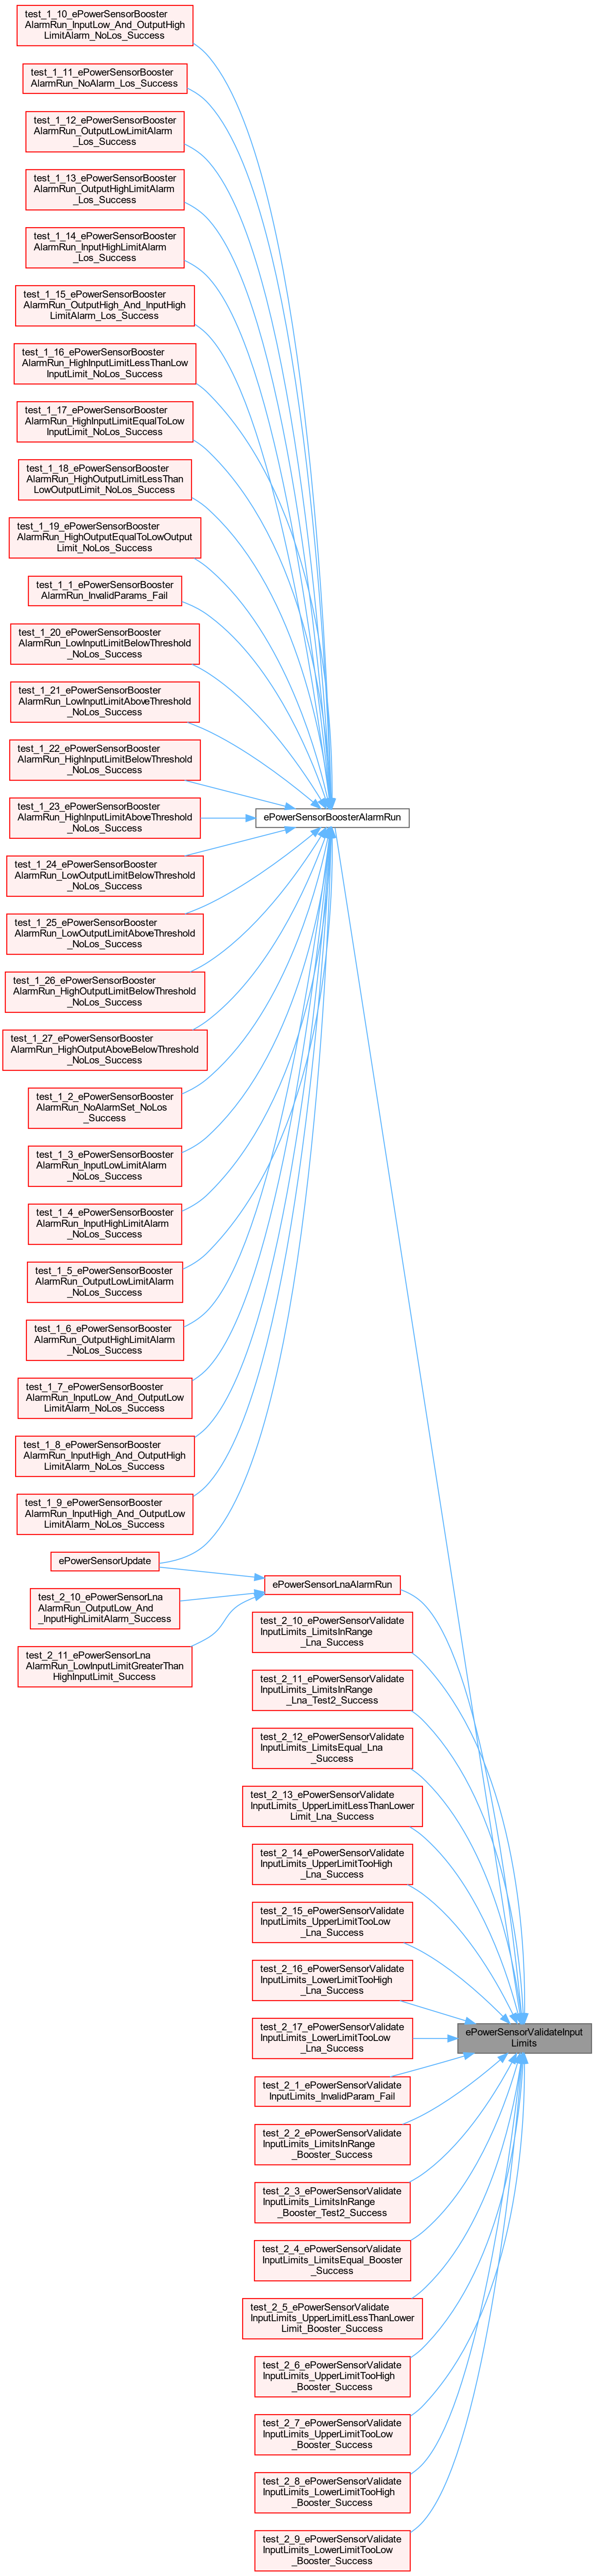 test_1_10_ePowerSensorBooster
AlarmRun_InputLow_And_OutputHigh
LimitAlarm_NoLos_Success
test_1_11_ePowerSensorBooster
AlarmRun_NoAlarm_Los_Success
test_1_12_ePowerSensorBooster
AlarmRun_OutputLowLimitAlarm
_Los_Success
test_1_13_ePowerSensorBooster
AlarmRun_OutputHighLimitAlarm
_Los_Success
test_1_14_ePowerSensorBooster
AlarmRun_InputHighLimitAlarm
_Los_Success
test_1_15_ePowerSensorBooster
AlarmRun_OutputHigh_And_InputHigh
LimitAlarm_Los_Success
test_1_16_ePowerSensorBooster
AlarmRun_HighInputLimitLessThanLow
InputLimit_NoLos_Success
test_1_17_ePowerSensorBooster
AlarmRun_HighInputLimitEqualToLow
InputLimit_NoLos_Success
test_1_18_ePowerSensorBooster
AlarmRun_HighOutputLimitLessThan
LowOutputLimit_NoLos_Success
test_1_19_ePowerSensorBooster
AlarmRun_HighOutputEqualToLowOutput
Limit_NoLos_Success
test_1_1_ePowerSensorBooster
AlarmRun_InvalidParams_Fail
test_1_20_ePowerSensorBooster
AlarmRun_LowInputLimitBelowThreshold
_NoLos_Success
test_1_21_ePowerSensorBooster
AlarmRun_LowInputLimitAboveThreshold
_NoLos_Success
test_1_22_ePowerSensorBooster
AlarmRun_HighInputLimitBelowThreshold
_NoLos_Success
test_1_23_ePowerSensorBooster
AlarmRun_HighInputLimitAboveThreshold
_NoLos_Success
ePowerSensorBoosterAlarmRun
test_1_24_ePowerSensorBooster
AlarmRun_LowOutputLimitBelowThreshold
_NoLos_Success
test_1_25_ePowerSensorBooster
AlarmRun_LowOutputLimitAboveThreshold
_NoLos_Success
test_1_26_ePowerSensorBooster
AlarmRun_HighOutputLimitBelowThreshold
_NoLos_Success
test_1_27_ePowerSensorBooster
AlarmRun_HighOutputAboveBelowThreshold
_NoLos_Success
test_1_2_ePowerSensorBooster
AlarmRun_NoAlarmSet_NoLos
_Success
test_1_3_ePowerSensorBooster
AlarmRun_InputLowLimitAlarm
_NoLos_Success
test_1_4_ePowerSensorBooster
AlarmRun_InputHighLimitAlarm
_NoLos_Success
test_1_5_ePowerSensorBooster
AlarmRun_OutputLowLimitAlarm
_NoLos_Success
test_1_6_ePowerSensorBooster
AlarmRun_OutputHighLimitAlarm
_NoLos_Success
test_1_7_ePowerSensorBooster
AlarmRun_InputLow_And_OutputLow
LimitAlarm_NoLos_Success
test_1_8_ePowerSensorBooster
AlarmRun_InputHigh_And_OutputHigh
LimitAlarm_NoLos_Success
test_1_9_ePowerSensorBooster
AlarmRun_InputHigh_And_OutputLow
LimitAlarm_NoLos_Success
ePowerSensorUpdate
ePowerSensorLnaAlarmRun
test_2_10_ePowerSensorLna
AlarmRun_OutputLow_And
_InputHighLimitAlarm_Success
test_2_11_ePowerSensorLna
AlarmRun_LowInputLimitGreaterThan
HighInputLimit_Success
test_2_10_ePowerSensorValidate
InputLimits_LimitsInRange
_Lna_Success
test_2_11_ePowerSensorValidate
InputLimits_LimitsInRange
_Lna_Test2_Success
test_2_12_ePowerSensorValidate
InputLimits_LimitsEqual_Lna
_Success
test_2_13_ePowerSensorValidate
InputLimits_UpperLimitLessThanLower
Limit_Lna_Success
test_2_14_ePowerSensorValidate
InputLimits_UpperLimitTooHigh
_Lna_Success
test_2_15_ePowerSensorValidate
InputLimits_UpperLimitTooLow
_Lna_Success
test_2_16_ePowerSensorValidate
InputLimits_LowerLimitTooHigh
_Lna_Success
test_2_17_ePowerSensorValidate
InputLimits_LowerLimitTooLow
_Lna_Success
ePowerSensorValidateInput
Limits
test_2_1_ePowerSensorValidate
InputLimits_InvalidParam_Fail
test_2_2_ePowerSensorValidate
InputLimits_LimitsInRange
_Booster_Success
test_2_3_ePowerSensorValidate
InputLimits_LimitsInRange
_Booster_Test2_Success
test_2_4_ePowerSensorValidate
InputLimits_LimitsEqual_Booster
_Success
test_2_5_ePowerSensorValidate
InputLimits_UpperLimitLessThanLower
Limit_Booster_Success
test_2_6_ePowerSensorValidate
InputLimits_UpperLimitTooHigh
_Booster_Success
test_2_7_ePowerSensorValidate
InputLimits_UpperLimitTooLow
_Booster_Success
test_2_8_ePowerSensorValidate
InputLimits_LowerLimitTooHigh
_Booster_Success
test_2_9_ePowerSensorValidate
InputLimits_LowerLimitTooLow
_Booster_Success